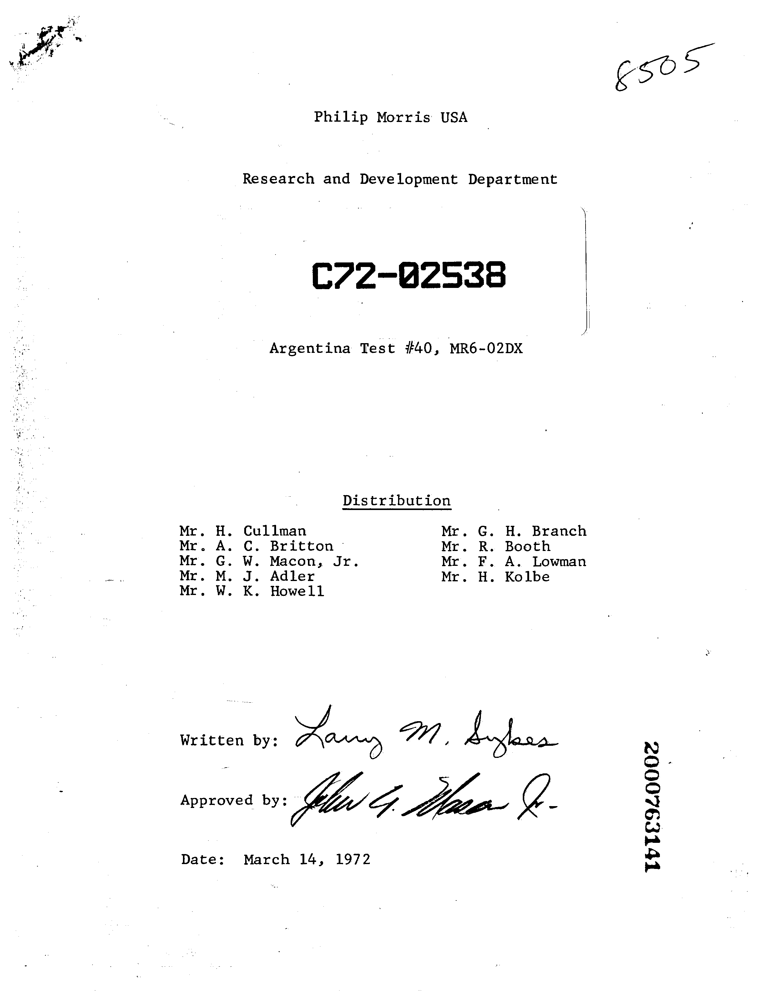 8505
Philip Morris USA
Research and Development Department
C72-02538
Argentina Test #40, MR6-02DX
Distribution
Mr. H. Cullman
Mr. A. C. Britton
Mr. G. W. Macon, Jr.
Mr. M. J. Adler
Mr. W. K. Howell
Mr. G. H. Branch
Mr. R. Booth
Mr. F. A. Lowman
Mr. H. Kolbe
Written by: Larry M. Sykes
Approved by: John G. Jr.
Date: March 14, 1972
2000763141